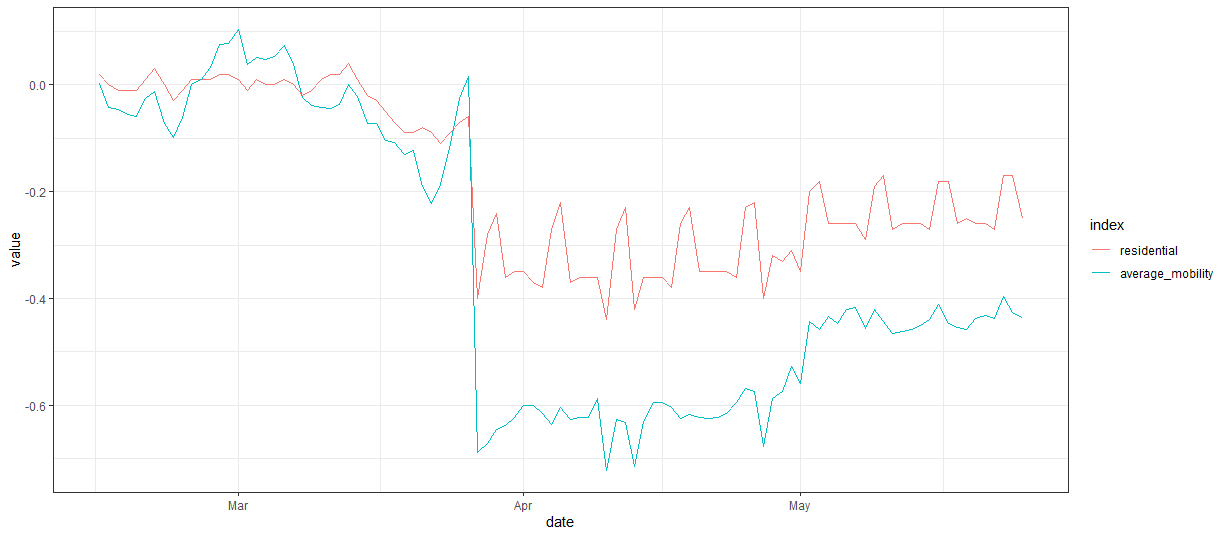 value
0.0
-0.2
-0.4
-0.6
Mar
Apr
May
date
index
residential
average_mobility